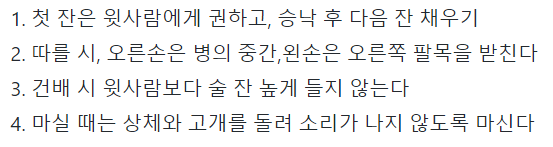 1. 첫 잔은 윗사람에게 권하고, 승낙 후 다음 잔 채우기
2. 따를 시, 오른손은 병의 중간,왼손은 오른쪽 팔목을 받친다
3. 건배 시 윗사람보다 술 잔 높게 들지 않는다
4. 마실 때는 상체와 고개를 돌려 소리가 나지 않도록 마신다